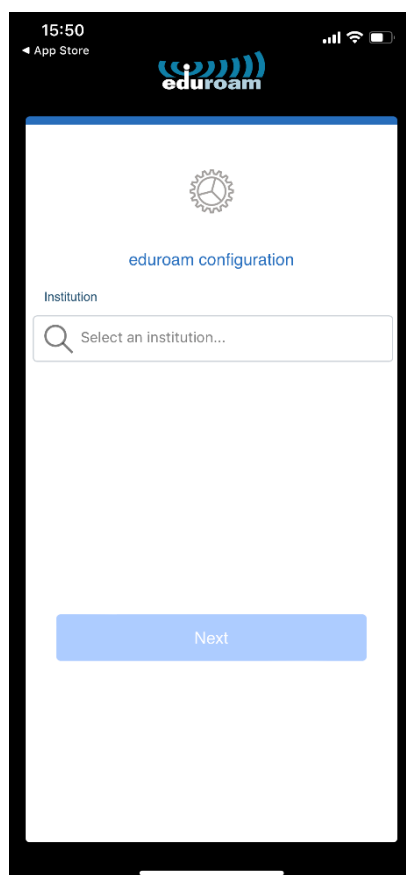 15:50
◀ App Store
eduroam
eduroam configuration
Institution
Select an institution...
Next